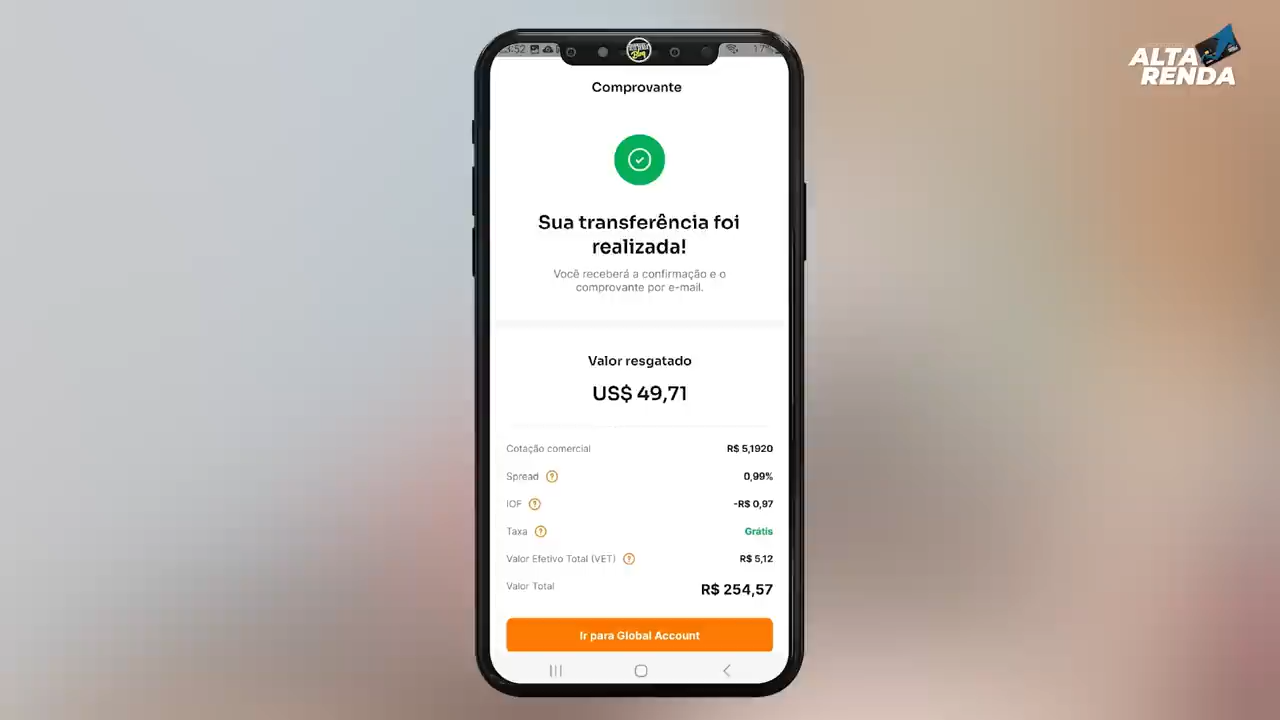 ALTA
RENDA
:52
17%
Comprovante
Sua transferência foi
realizada!
Você receberá a confirmação e o
comprovante por e-mail.
Valor resgatado
US$ 49,71
Cotação comercial R$ 5,1920
Spread ? 0,99%
IOF ? -R$ 0,97
Taxa ? Grátis
Valor Efetivo Total (VET) ? R$ 5,12
Valor Total R$ 254,57
Ir para Global Account